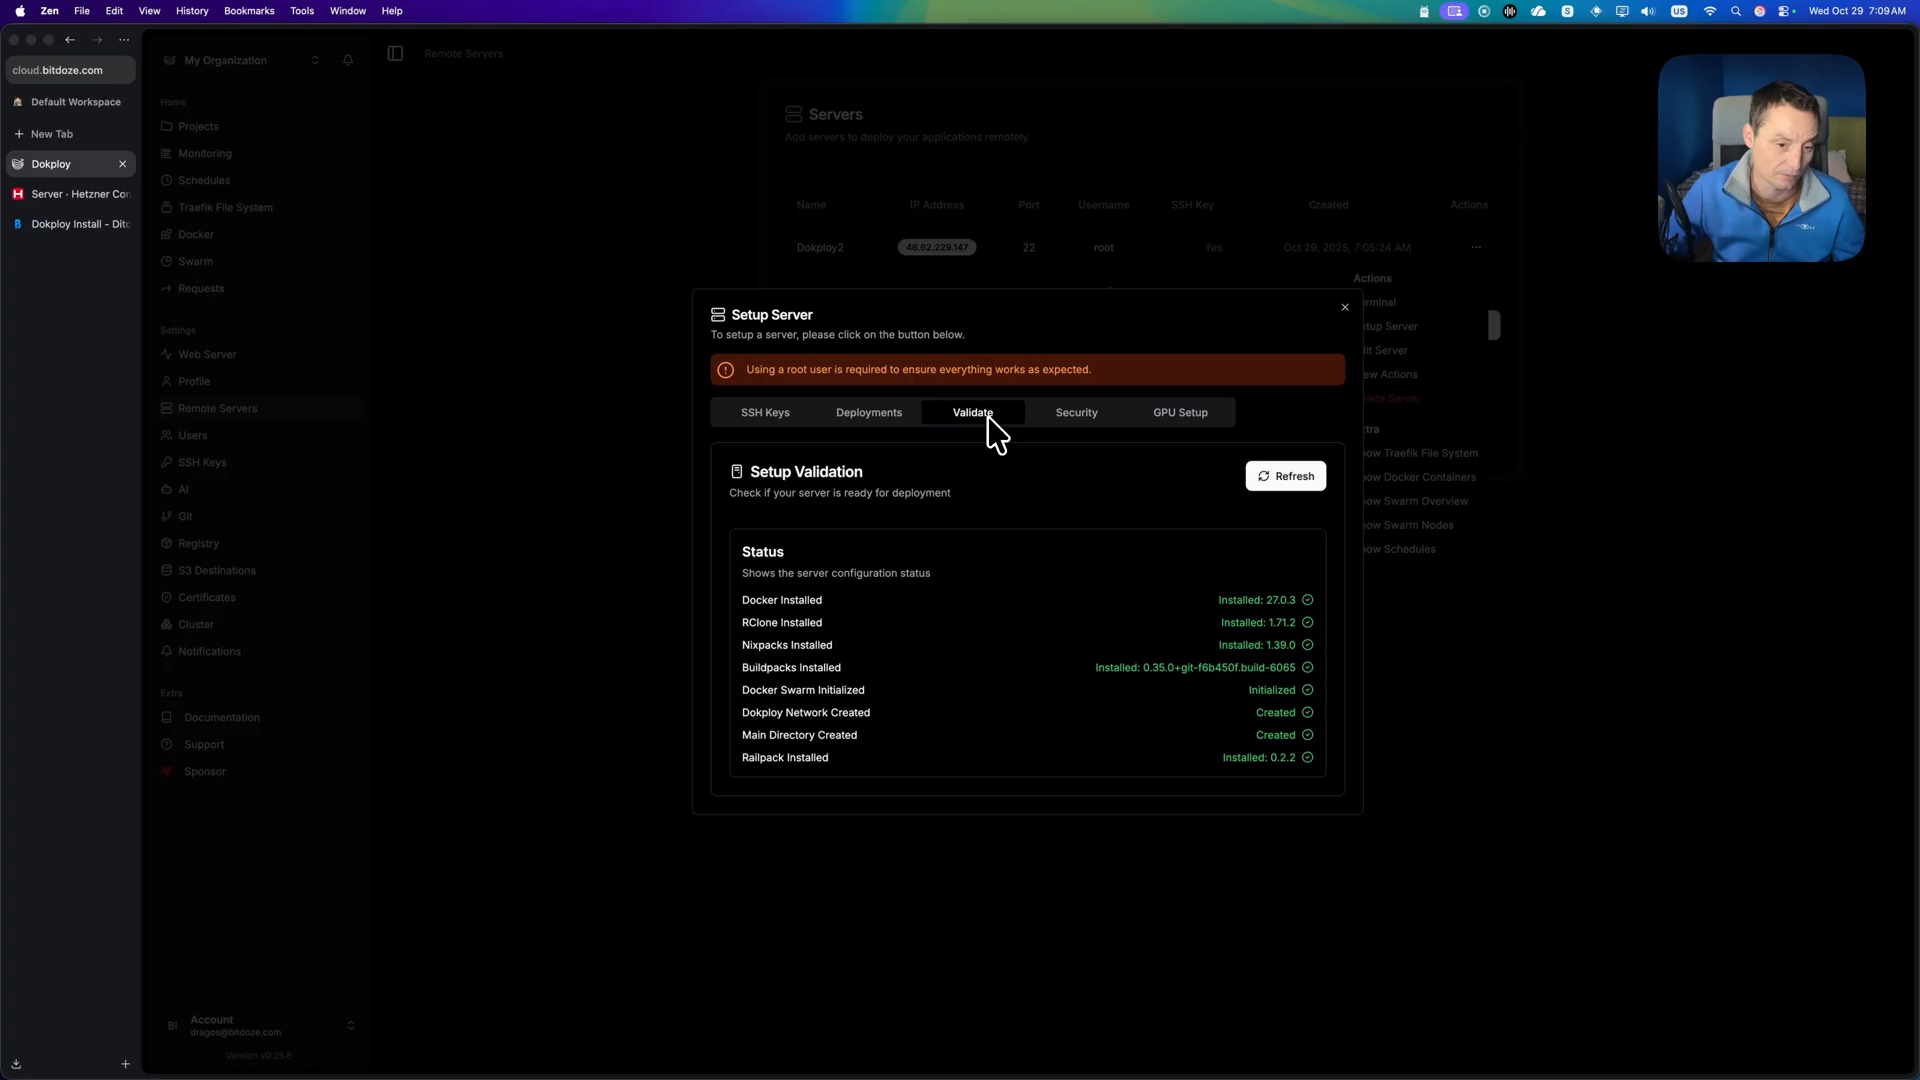 Zen File Edit View History Bookmarks Tools Window Help
S
US
Wed Oct 29 7:09 AM
cloud.bitdoze.com
Default Workspace
New Tab
Dokploy
Server · Hetzner Con
Dokploy Install - Ditc
My Organization
Home
Projects
Monitoring
Schedules
Traefik File System
Docker
Swarm
Requests
Settings
Web Server
Profile
Remote Servers
Users
SSH Keys
AI
Git
Registry
S3 Destinations
Certificates
Cluster
Notifications
Extra
Documentation
Support
Sponsor
BI
Account
dragos@bitdoze.com
Version v0.25.6
Remote Servers
Servers
Add servers to deploy your applications remotely.
Name IP Address Port Username SSH Key Created Actions
Dokploy2 46.62.229.147 22 root Yes Oct 29, 2025, 7:05:24 AM
Actions
rminal
tup Server
it Server
ew Actions
elete Server
tra
ow Traefik File System
ow Docker Containers
ow Swarm Overview
ow Swarm Nodes
ow Schedules
Setup Server
To setup a server, please click on the button below.
Using a root user is required to ensure everything works as expected.
SSH Keys Deployments Validate Security GPU Setup
Setup Validation
Check if your server is ready for deployment
Refresh
Status
Shows the server configuration status
Docker Installed Installed: 27.0.3
RClone Installed Installed: 1.71.2
Nixpacks Installed Installed: 1.39.0
Buildpacks Installed Installed: 0.35.0+git-f6b450f.build-6065
Docker Swarm Initialized Initialized
Dokploy Network Created Created
Main Directory Created Created
Railpack Installed Installed: 0.2.2